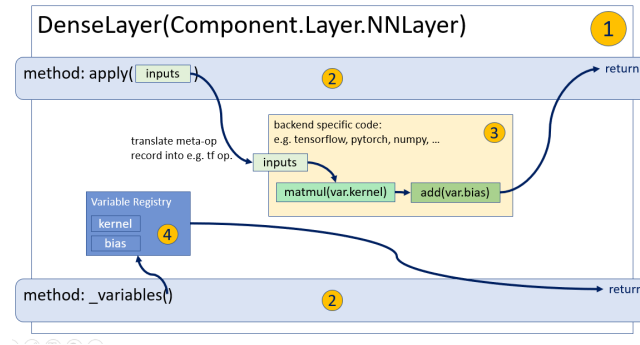 DenseLayer(Component.Layer.NNLayer)
1
method: apply( inputs )
2
return
translate meta-op
record into e.g. tf op.
backend specific code:
e.g. tensorflow, pytorch, numpy, ...
3
inputs
matmul(var.kernel)
add(var.bias)
Variable Registry
kernel
bias
4
method: _variables()
2
return